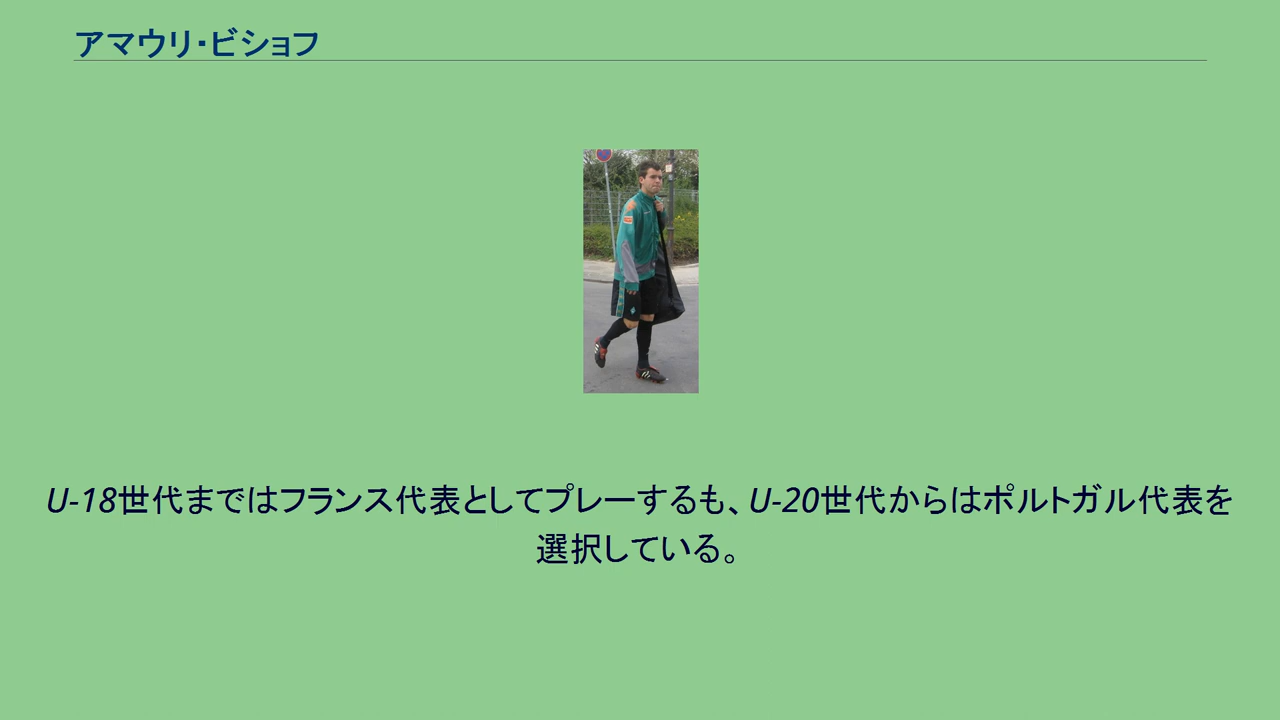 アマウリ・ビショフ
U-18世代まではフランス代表としてプレーするも、U-20世代からはポルトガル代表を
選択している。